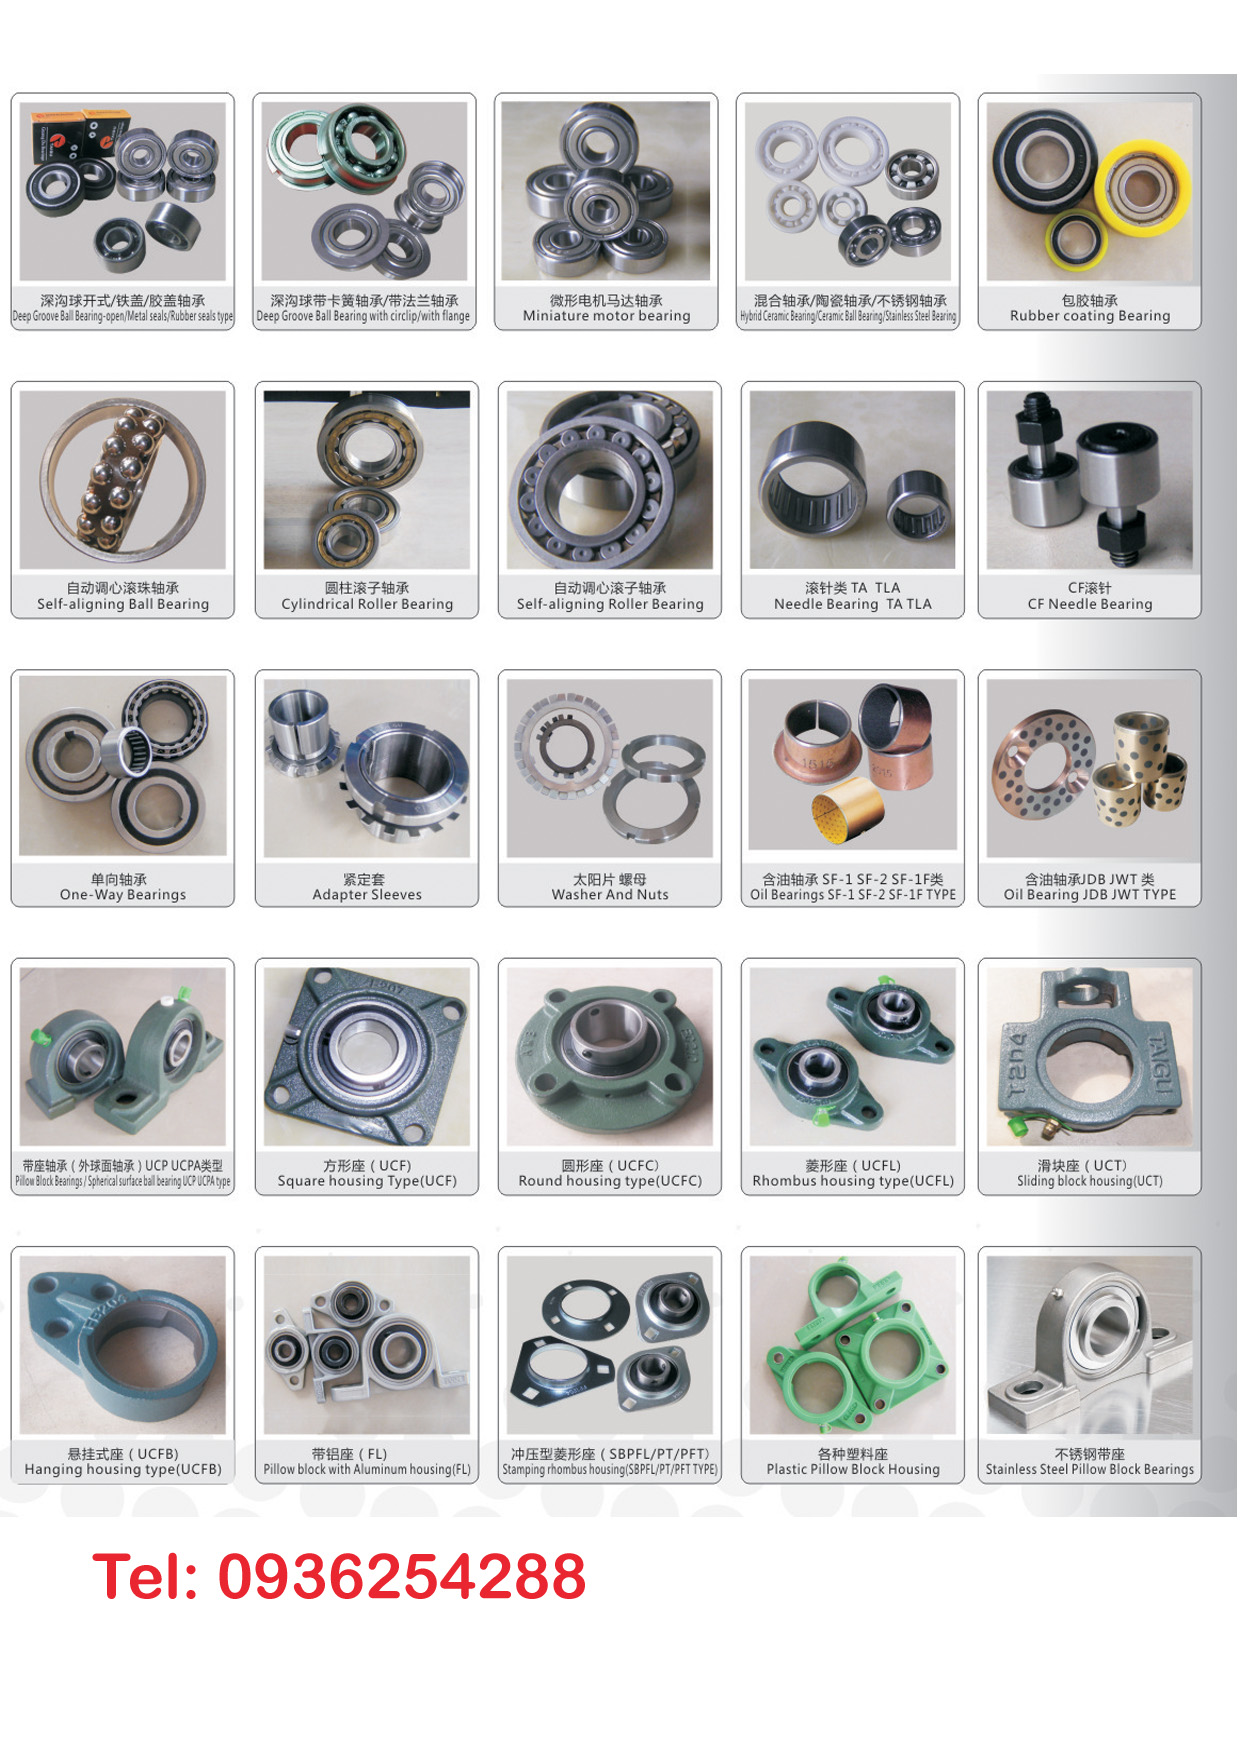 深沟球开式/铁盖/胶盖轴承
Deep Groove Ball Bearing-open/Metal seals/Rubber seals type
深沟球带卡簧轴承/带法兰轴承
Deep Groove Ball Bearing with circlip/with flange
微形电机马达轴承
Miniature motor bearing
混合轴承/陶瓷轴承/不锈钢轴承
Hybrid Ceramic Bearing/Ceramic Ball Bearing/Stainless Steel Bearing
包胶轴承
Rubber coating Bearing
自动调心滚珠轴承
Self-aligning Ball Bearing
圆柱滚子轴承
Cylindrical Roller Bearing
自动调心滚子轴承
Self-aligning Roller Bearing
滚针类 TA TLA
Needle Bearing TA TLA
CF滚针
CF Needle Bearing
单向轴承
One-Way Bearings
紧定套
Adapter Sleeves
太阳片 螺母
Washer And Nuts
1515
含油轴承 SF-1 SF-2 SF-1F类
Oil Bearings SF-1 SF-2 SF-1F TYPE
含油轴承JDB JWT 类
Oil Bearing JDB JWT TYPE
带座轴承 ( 外球面轴承 ) UCP UCPA类型
Pillow Block Bearings / Spherical surface ball bearing UCP UCPA type
方形座 ( UCF)
Square housing Type(UCF)
圆形座 ( UCFC)
Round housing type(UCFC)
菱形座 ( UCFL)
Rhombus housing type(UCFL)
T204
TAIGU
滑块座 ( UCT)
Sliding block housing(UCT)
悬挂式座 ( UCFB)
Hanging housing type(UCFB)
带铝座 ( FL)
Pillow block with Aluminum housing(FL)
冲压型菱形座 ( SBPFL/PT/PFT)
Stamping rhombus housing(SBPFL/PT/PFT TYPE)
各种塑料座
Plastic Pillow Block Housing
不锈钢带座
Stainless Steel Pillow Block Bearings
Tel: 0936254288